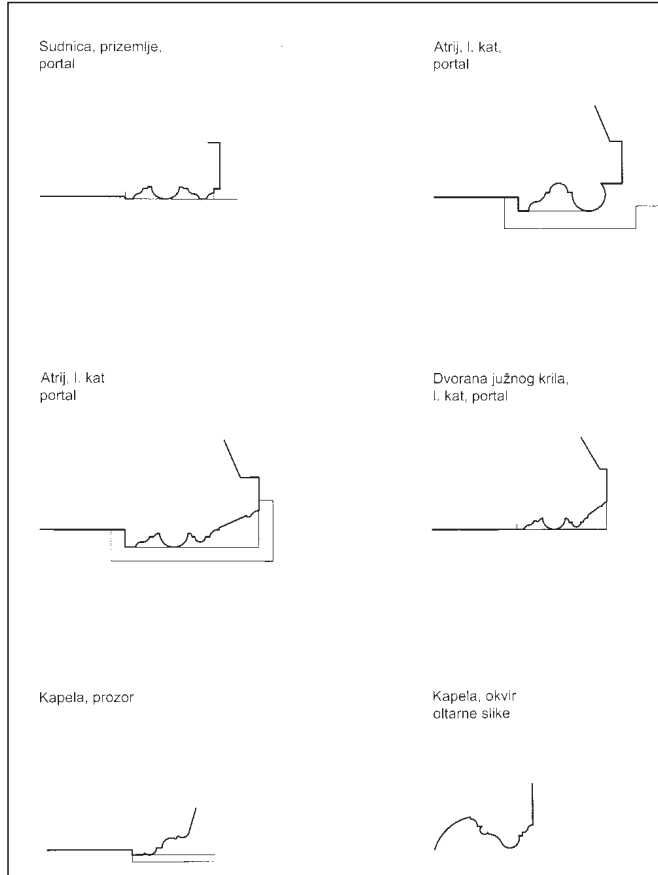 Sudnica, prizemlje,
portal
Atrij, I. kat,
portal
Atrij, I. kat
portal
Dvorana južnog krila,
I. kat, portal
Kapela, prozor
Kapela, okvir
oltarne slike